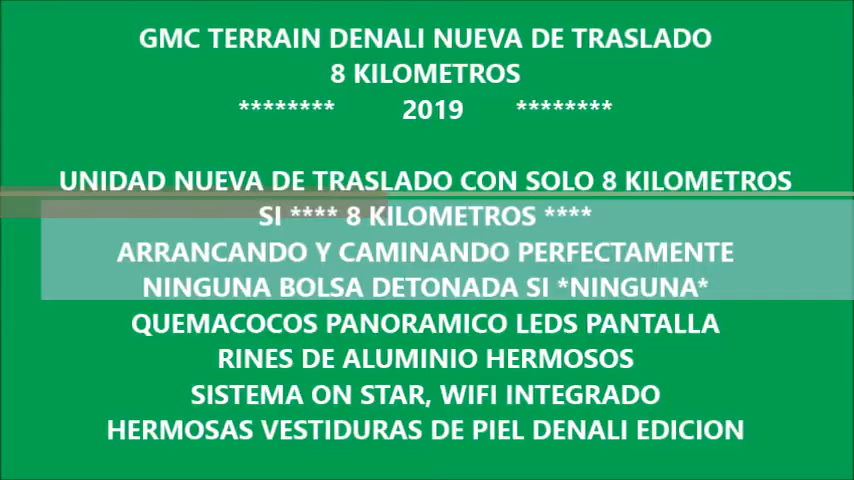 GMC TERRAIN DENALI NUEVA DE TRASLADO
8 KILOMETROS
******** 2019 ********
UNIDAD NUEVA DE TRASLADO CON SOLO 8 KILOMETROS
SI **** 8 KILOMETROS ****
ARRANCANDO Y CAMINANDO PERFECTAMENTE
NINGUNA BOLSA DETONADA SI *NINGUNA*
QUEMACOCOS PANORAMICO LEDS PANTALLA
RINES DE ALUMINIO HERMOSOS
SISTEMA ON STAR, WIFI INTEGRADO
HERMOSAS VESTIDURAS DE PIEL DENALI EDICION